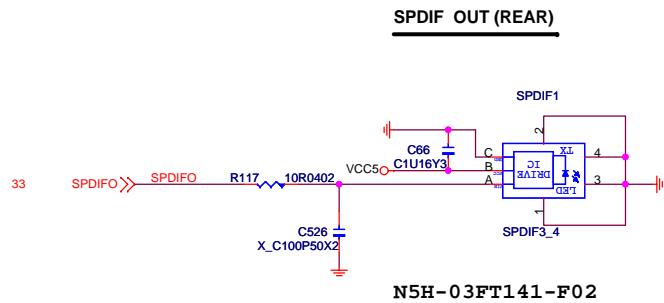 SPDIF OUT (REAR)
SPDIF1
2
C66
C1U16Y3
C
TX
4
VCC5
B
DRIVE
IC
33
SPDIFO
SPDIFO
R117
10R0402
A
LED
3
1
C526
X_C100P50X2
SPDIF3_4
N5H-03FT141-F02